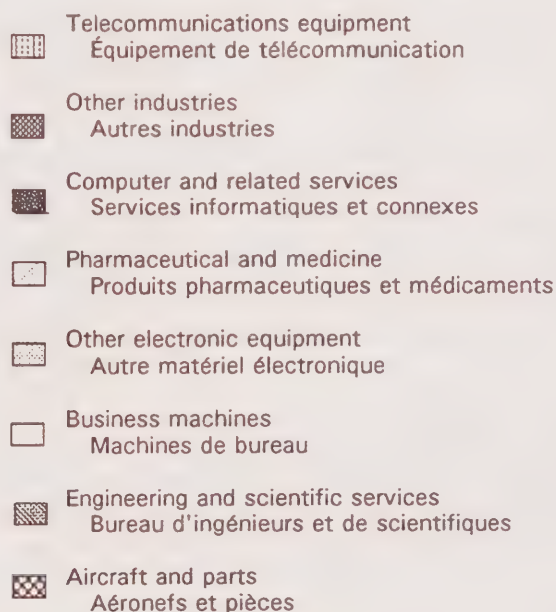 Telecommunications equipment
Équipement de télécommunication
Other industries
Autres industries
Computer and related services
Services informatiques et connexes
Pharmaceutical and medicine
Produits pharmaceutiques et médicaments
Other electronic equipment
Autre matériel électronique
Business machines
Machines de bureau
Engineering and scientific services
Bureau d'ingénieurs et de scientifiques
Aircraft and parts
Aéronefs et pièces